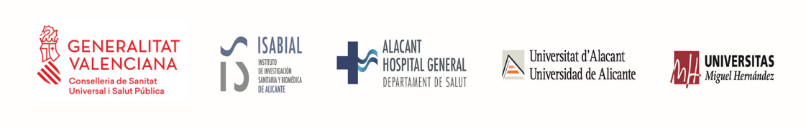 GENERALITAT
VALENCIANA
Conselleria de Sanitat
Universal i Salut Pública
ISABIAL
INSTITUTO
DE INVESTIGACIÓN
SANITARIA Y BIOMÉDICA
DE ALICANTE
ALACANT
HOSPITAL GENERAL
DEPARTAMENT DE SALUT
Universitat d'Alacant
Universidad de Alicante
UNIVERSITAS
Miguel Hernández